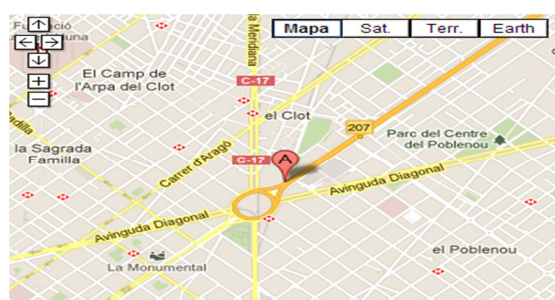 Mapa
Sat.
Terr.
Earth
la Meridiana
El Camp de
l'Arpa del Clot
C-17
el Clot
207
Parc del Centre
del Poblenou
la Sagrada
Família
Carrer d'Aragó
C-17
A
Avinguda Diagonal
Avinguda Diagonal
el Poblenou
La Monumental